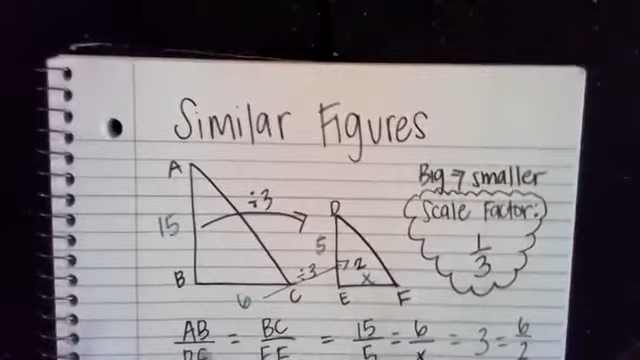 Similar Figures
Big → smaller
Scale Factor:
1/3
A
÷3
15
D
5
÷3 → 2
x
B
6
C
E
F
AB/DE = BC/EF = 15/5 = 6/x = 3 = 6/2